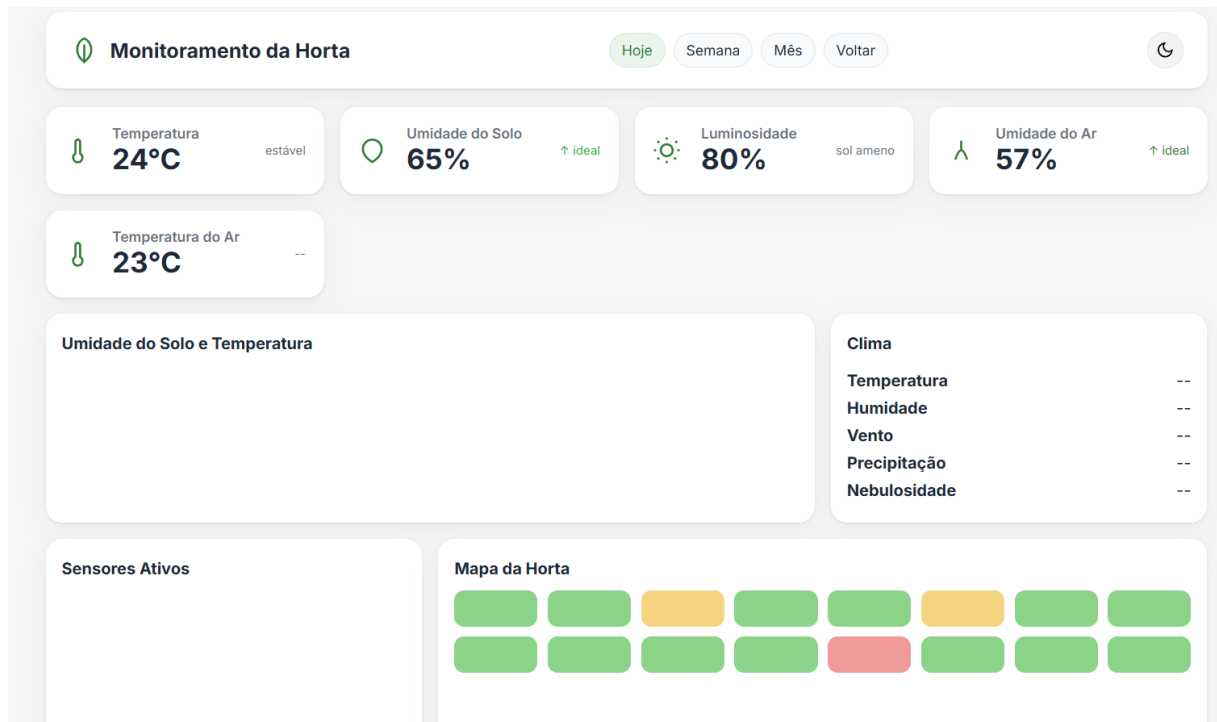 Monitoramento da Horta
Hoje Semana Mês Voltar
Temperatura
24°C
estável
Umidade do Solo
65%
↑ ideal
Luminosidade
80%
sol ameno
Umidade do Ar
57%
↑ ideal
Temperatura do Ar
23°C
--
Umidade do Solo e Temperatura
Clima
Temperatura --
Humidade --
Vento --
Precipitação --
Nebulosidade --
Sensores Ativos
Mapa da Horta